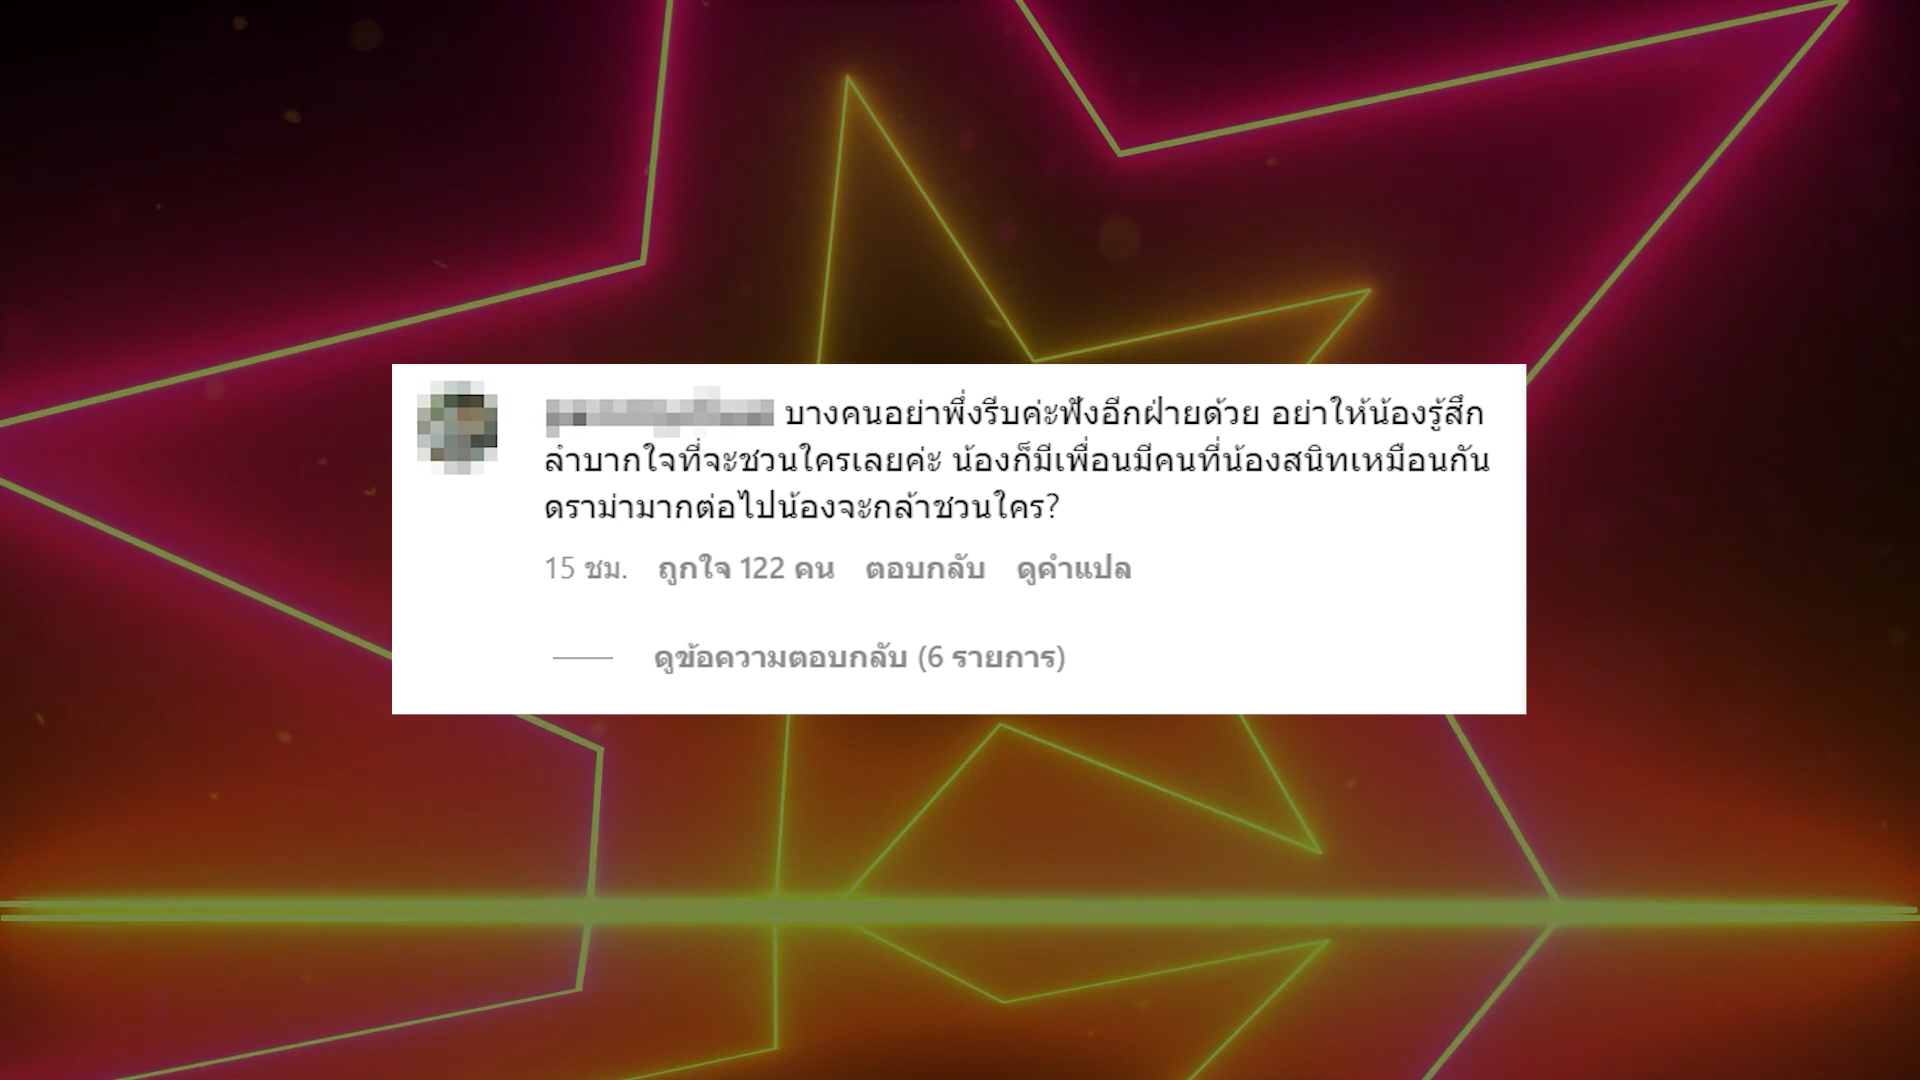 บางคนอย่าพึ่งรีบค่ะฟังอีกฝ่ายด้วย อย่าให้น้องรู้สึก
ลำบากใจที่จะชวนใครเลยค่ะ น้องก็มีเพื่อนมีคนที่น้องสนิทเหมือนกัน
ดราม่ามากต่อไปน้องจะกล้าชวนใคร?
15 ชม. ถูกใจ 122 คน ตอบกลับ ดูคำแปล
ดูข้อความตอบกลับ (6 รายการ)